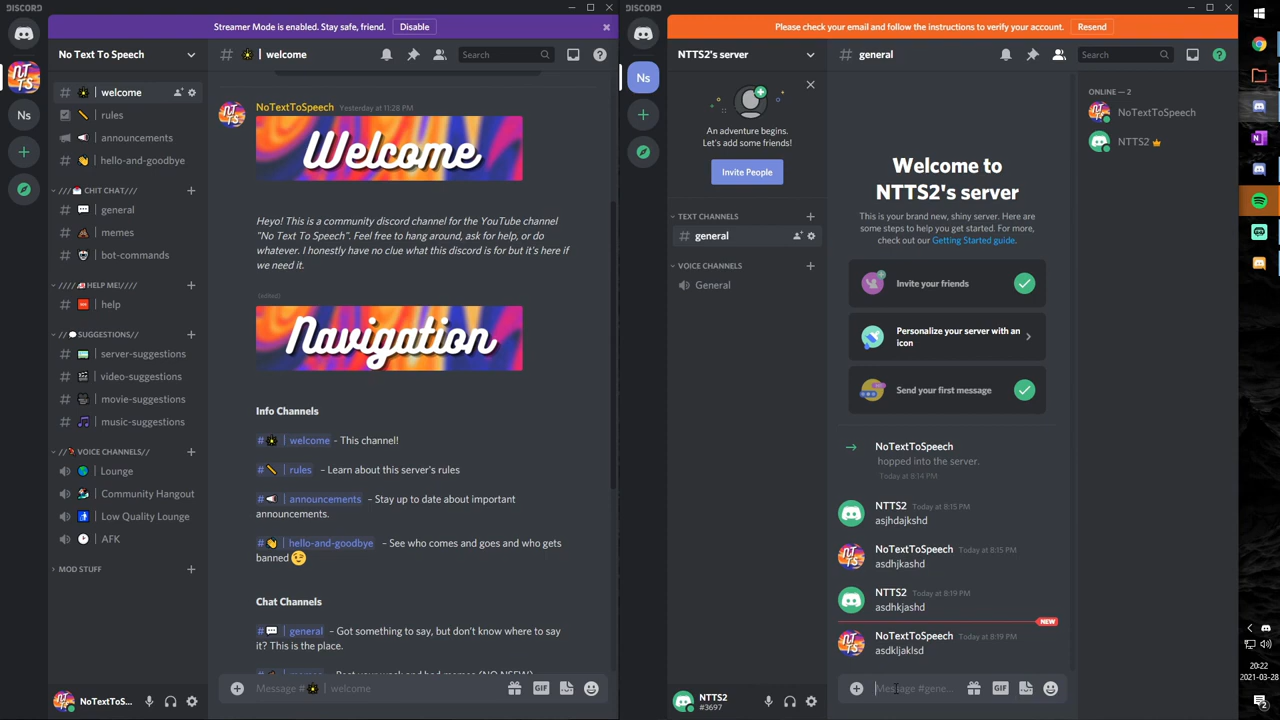 DISCORD
Streamer Mode is enabled. Stay safe, friend.
Disable
No Text To Speech
welcome
Search
NTTS
Ns
welcome
rules
announcements
hello-and-goodbye
///
CHIT CHAT///
general
memes
bot-commands
////
HELP ME!////
help
//
SUGGESTIONS//
server-suggestions
video-suggestions
movie-suggestions
music-suggestions
///
VOICE CHANNELS///
Lounge
Community Hangout
Low Quality Lounge
AFK
MOD STUFF
NoTextToS...
NoTextToSpeech Yesterday at 11:28 PM
Welcome
Heyo! This is a community discord channel for the YouTube channel
"No Text To Speech". Feel free to hang around, ask for help, or do
whatever. I honestly have no clue what this discord is for but it's here if
we need it.
(edited)
Navigation
Info Channels
# | welcome - This channel!
# | rules – Learn about this server's rules
# | announcements – Stay up to date about important
announcements.
# | hello-and-goodbye – See who comes and goes and who gets
banned
Chat Channels
# | general – Got something to say, but don't know where to say
it? This is the place.
Message # | welcome
GIF
DISCORD
Please check your email and follow the instructions to verify your account.
Resend
NTTS2's server
general
Search
Ns
An adventure begins.
Let's add some friends!
Invite People
TEXT CHANNELS
general
VOICE CHANNELS
General
NTTS2
#3697
Welcome to
NTTS2's server
This is your brand new, shiny server. Here are
some steps to help you get started. For more,
check out our Getting Started guide.
Invite your friends
Personalize your server with an
icon
Send your first message
NoTextToSpeech
hopped into the server.
Today at 8:14 PM
NTTS2 Today at 8:15 PM
asjhdajkshd
NoTextToSpeech Today at 8:15 PM
asdhjkashd
NTTS2 Today at 8:19 PM
asdhkjashd
NEW
NoTextToSpeech Today at 8:19 PM
asdkljaklsd
Message #gene...
GIF
ONLINE — 2
NoTextToSpeech
NTTS2
20:22
2021-03-28
2